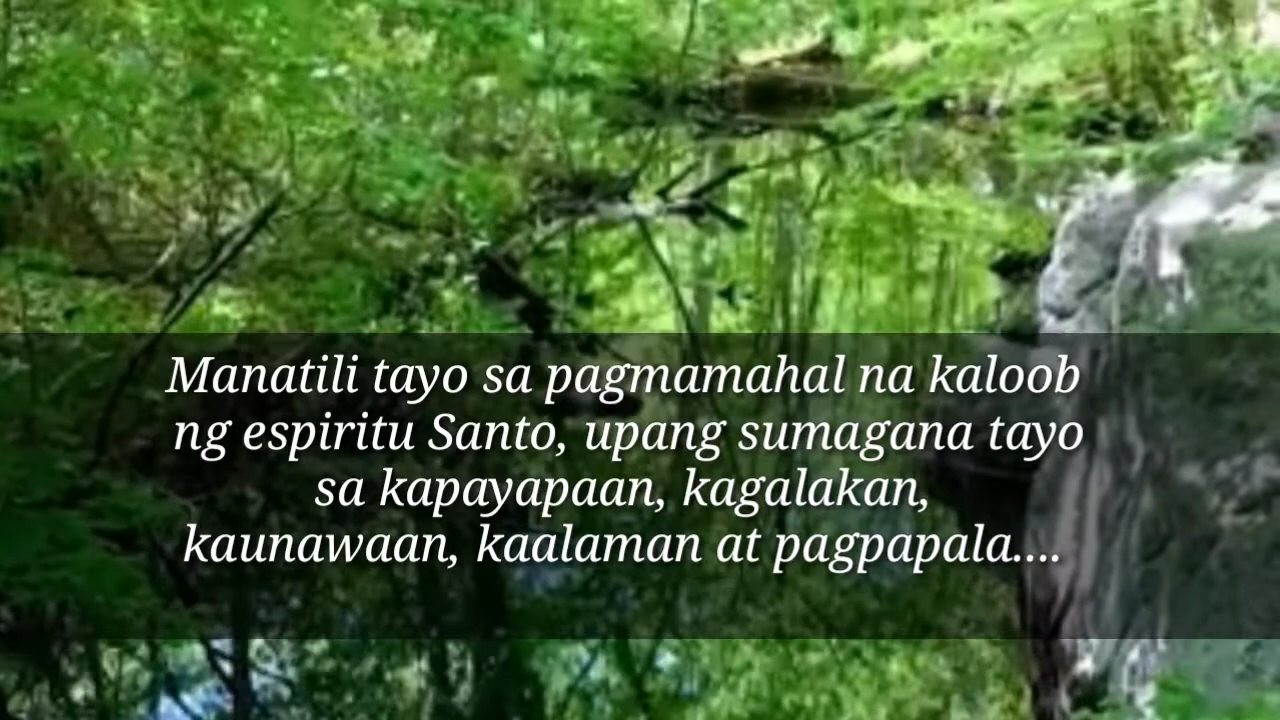 Manatili tayo sa pagmamahal na kaloob
ng espiritu Santo, upang sumagana tayo
sa kapayapaan, kagalakan,
kaunawaan, kaalaman at pagpapala....